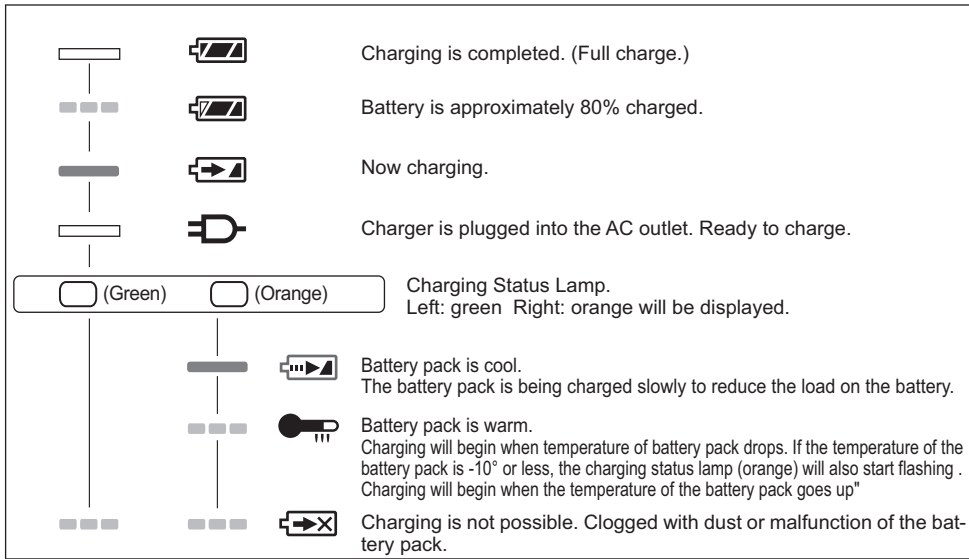 Charging is completed. (Full charge.)
Battery is approximately 80% charged.
Now charging.
Charger is plugged into the AC outlet. Ready to charge.
(Green) (Orange)
Charging Status Lamp.
Left: green Right: orange will be displayed.
Battery pack is cool.
The battery pack is being charged slowly to reduce the load on the battery.
Battery pack is warm.
Charging will begin when temperature of battery pack drops. If the temperature of the
battery pack is -10° or less, the charging status lamp (orange) will also start flashing .
Charging will begin when the temperature of the battery pack goes up"
Charging is not possible. Clogged with dust or malfunction of the bat-
tery pack.